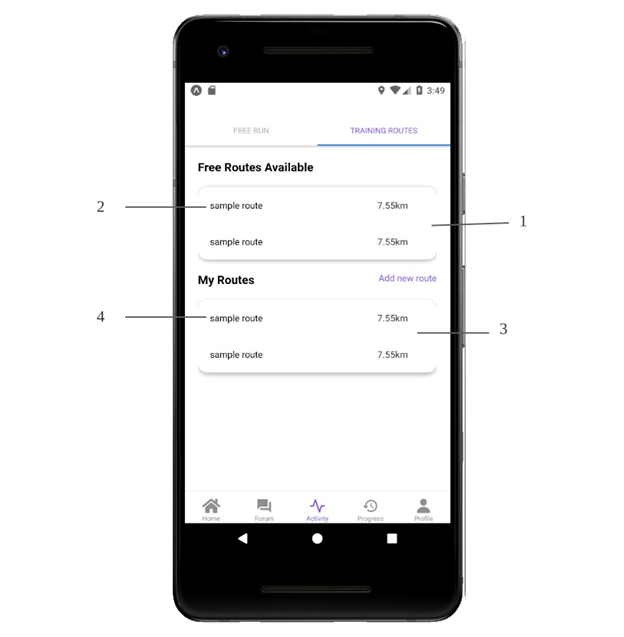 3:49
FREE RUN TRAINING ROUTES
Free Routes Available
2 sample route 7.55km 1
sample route 7.55km
My Routes Add new route
4 sample route 7.55km 3
sample route 7.55km
Home Forum Activity Progress Profile